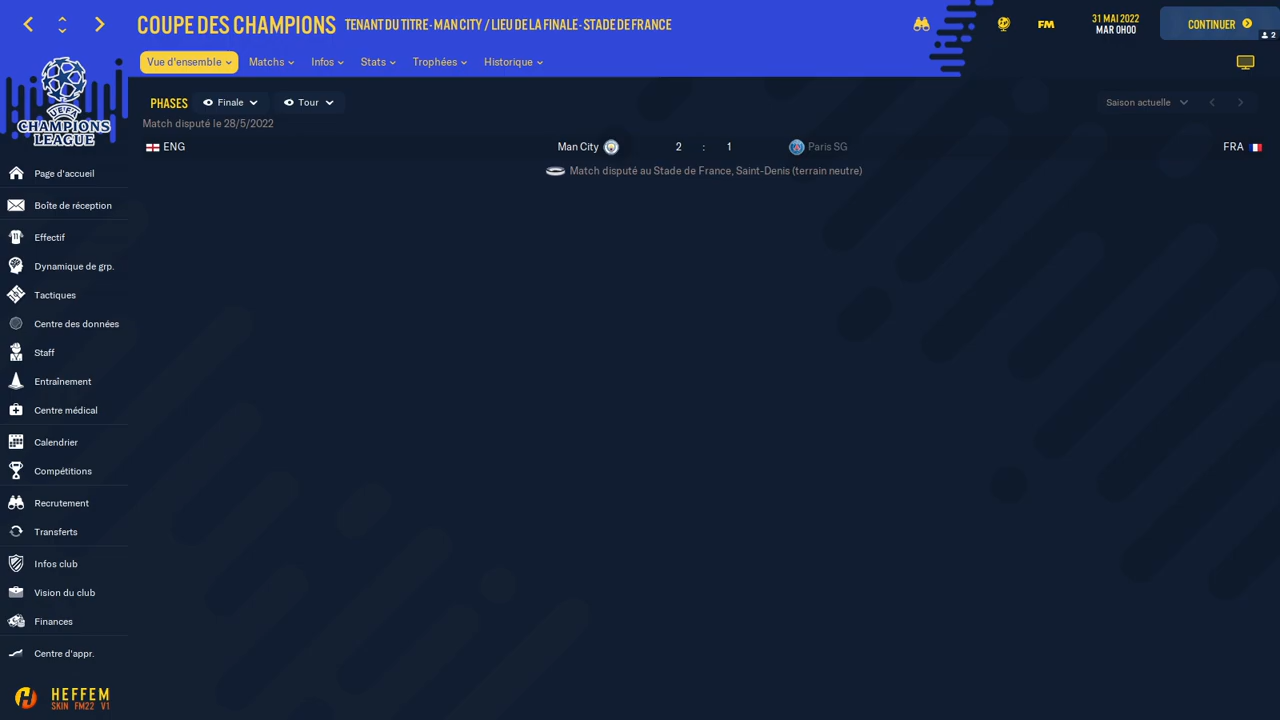 COUPE DES CHAMPIONS TENANT DU TITRE - MAN CITY / LIEU DE LA FINALE - STADE DE FRANCE
FM
31 MAI 2022
MAR 0H00
CONTINUER
2
Vue d'ensemble Matchs Infos Stats Trophées Historique
UEFA
CHAMPIONS
LEAGUE
PHASES Finale Tour Saison actuelle
Match disputé le 28/5/2022
ENG Man City 2 : 1 Paris SG FRA
Match disputé au Stade de France, Saint-Denis (terrain neutre)
Page d'accueil
Boîte de réception
11
Effectif
Dynamique de grp.
Tactiques
Centre des données
Staff
Entraînement
Centre médical
Calendrier
Compétitions
Recrutement
Transferts
Infos club
Vision du club
Finances
Centre d'appr.
HEFFEM
SKIN FM22 V1